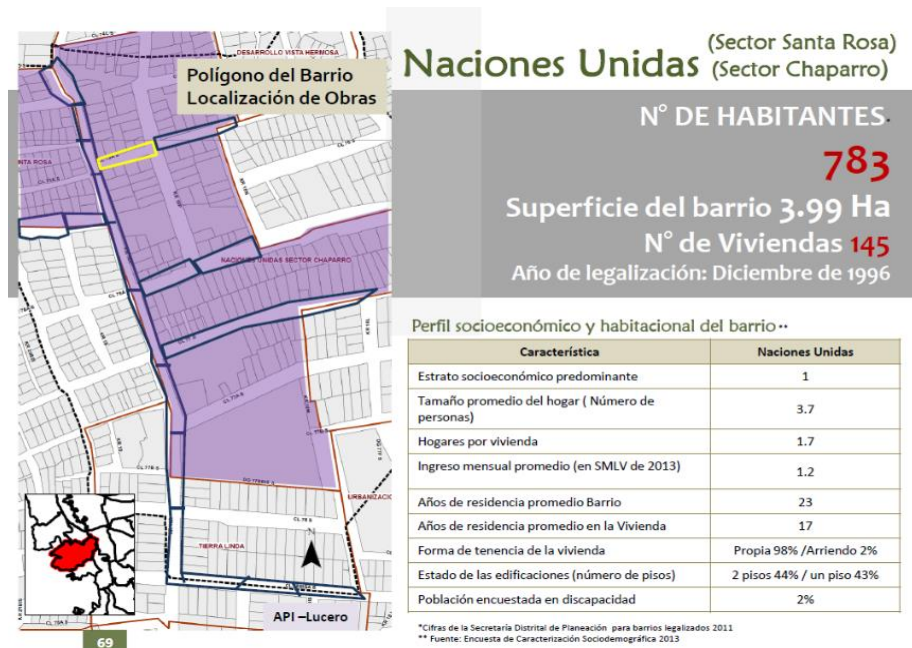 Polígono del Barrio
Localización de Obras
DESARROLLO VISTA HERMOSA
NACIONES UNIDAS SECTOR CHAPARRO
TIERRA LINDA
CL 78 S
API –Lucero
69
Naciones Unidas (Sector Santa Rosa)
(Sector Chaparro)
N° DE HABITANTES
783
Superficie del barrio 3.99 Ha
N° de Viviendas 145
Año de legalización: Diciembre de 1996
Perfil socioeconómico y habitacional del barrio**
Característica Naciones Unidas
Estrato socioeconómico predominante 1
Tamaño promedio del hogar ( Número de
personas) 3.7
Hogares por vivienda 1.7
Ingreso mensual promedio (en SMLV de 2013) 1.2
Años de residencia promedio Barrio 23
Años de residencia promedio en la Vivienda 17
Forma de tenencia de la vivienda Propia 98% /Arriendo 2%
Estado de las edificaciones (número de pisos) 2 pisos 44% / un piso 43%
Población encuestada en discapacidad 2%
*Cifras de la Secretaría Distrital de Planeación para barrios legalizados 2011
** Fuente: Encuesta de Caracterización Sociodemográfica 2013